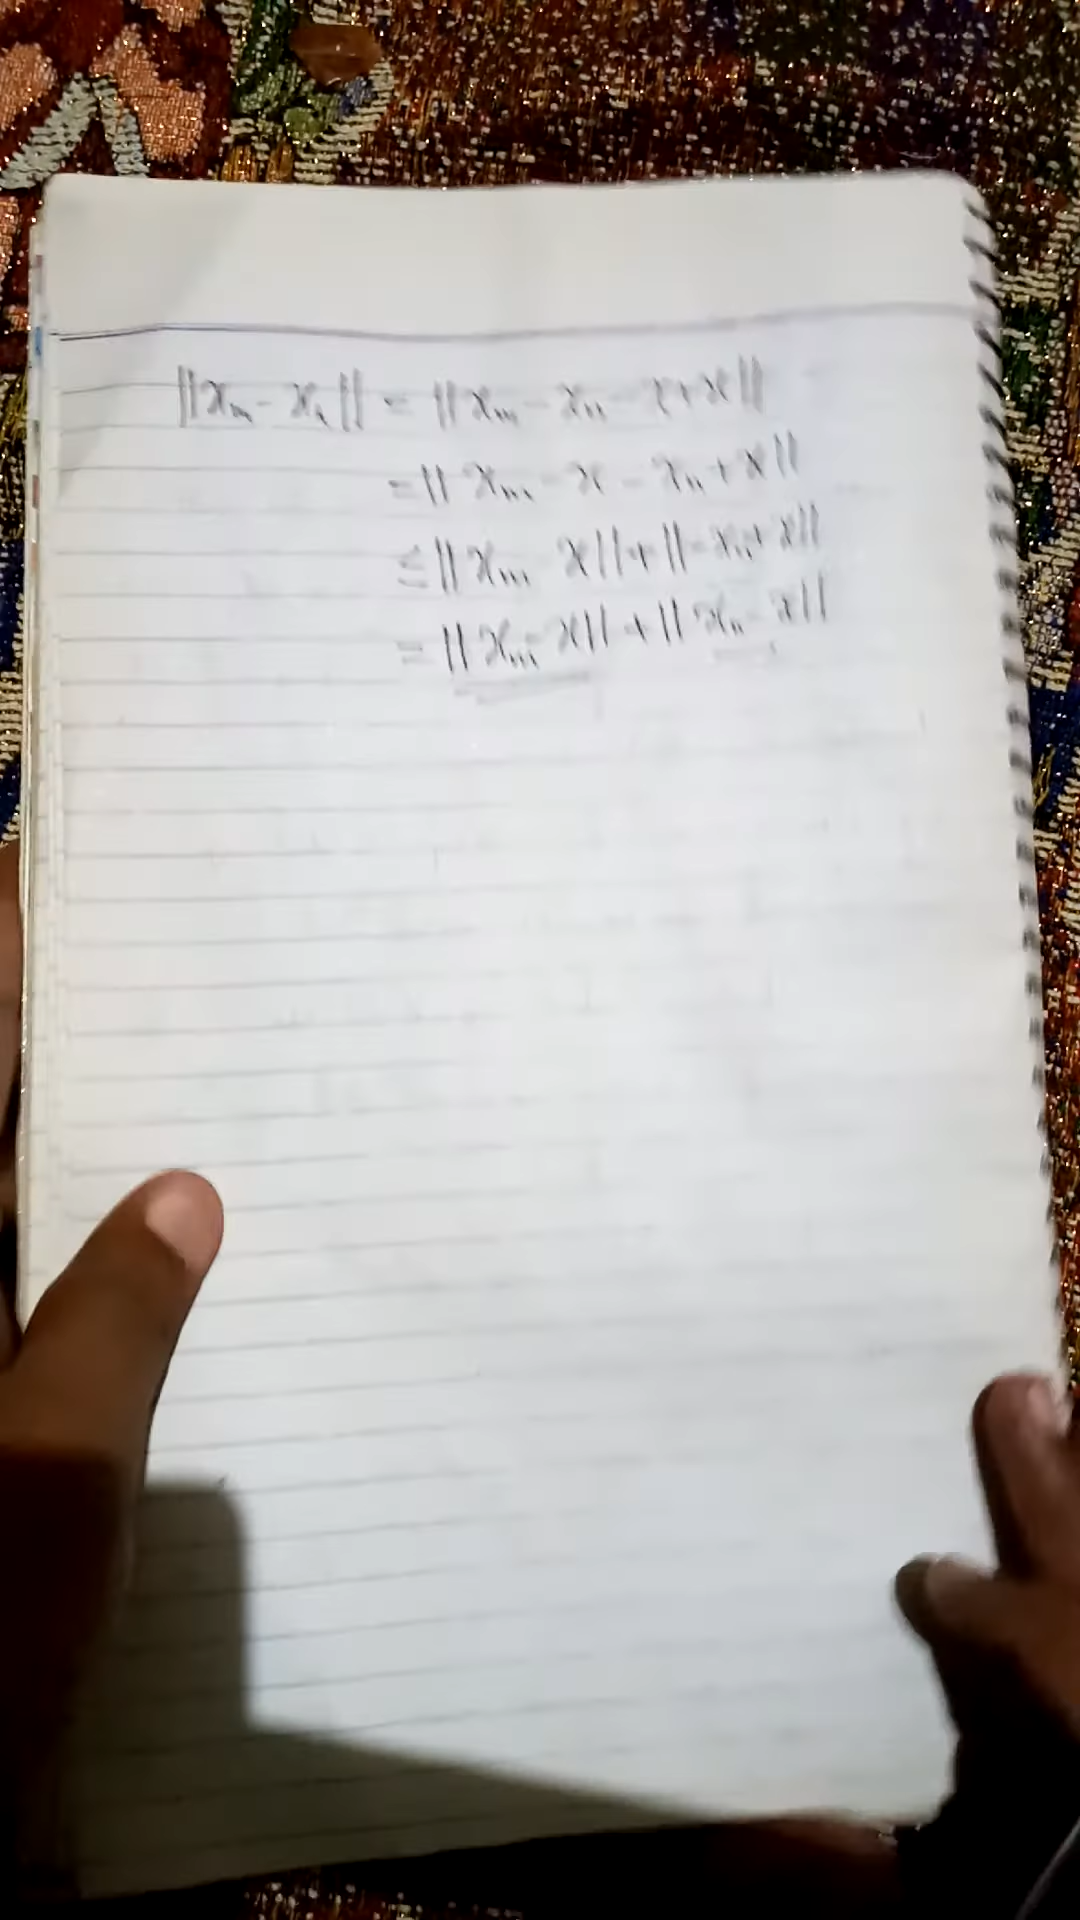 ||xₘ - xₙ|| = ||xₘ - xₙ - x + x||
= ||xₘ - x - xₙ + x||
≤ ||xₘ - x|| + ||-xₙ + x||
= ||xₘ - x|| + ||xₙ - x||